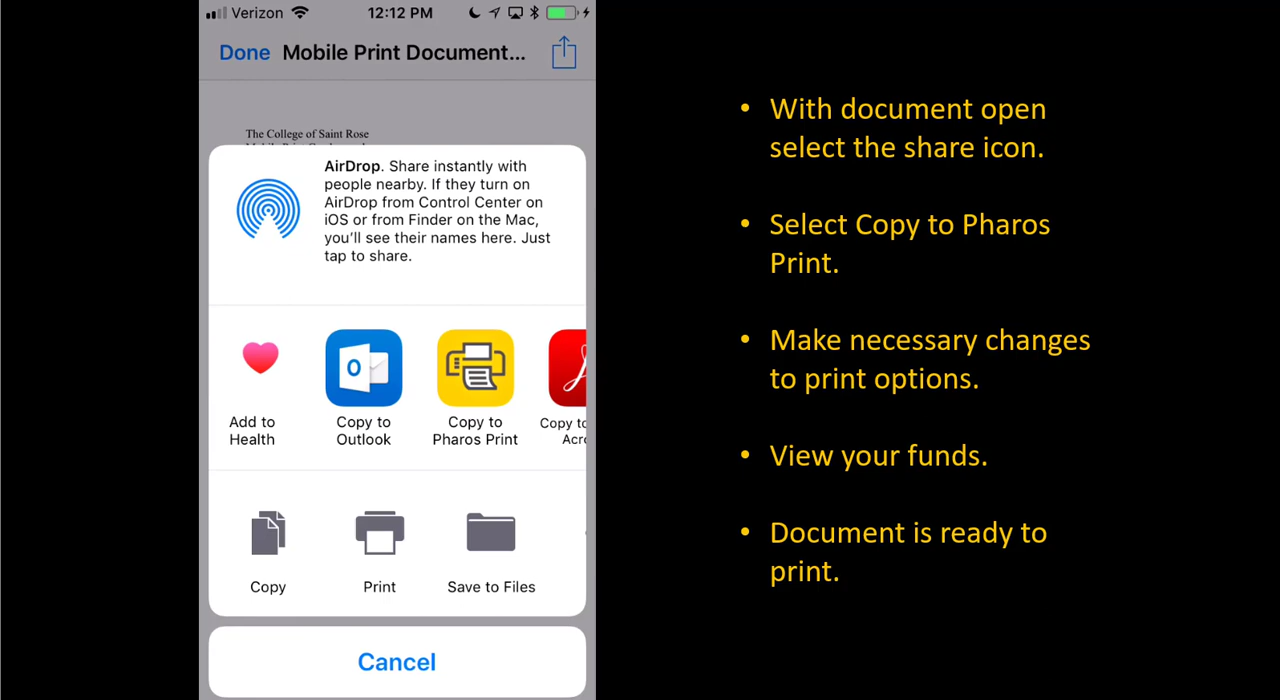 Verizon 12:12 PM
Done Mobile Print Document...
The College of Saint Rose
AirDrop. Share instantly with
people nearby. If they turn on
AirDrop from Control Center on
iOS or from Finder on the Mac,
you'll see their names here. Just
tap to share.
Add to
Health
Copy to
Outlook
Copy to
Pharos Print
Copy to
Acro
Copy
Print
Save to Files
Cancel
• With document open
select the share icon.
• Select Copy to Pharos
Print.
• Make necessary changes
to print options.
• View your funds.
• Document is ready to
print.